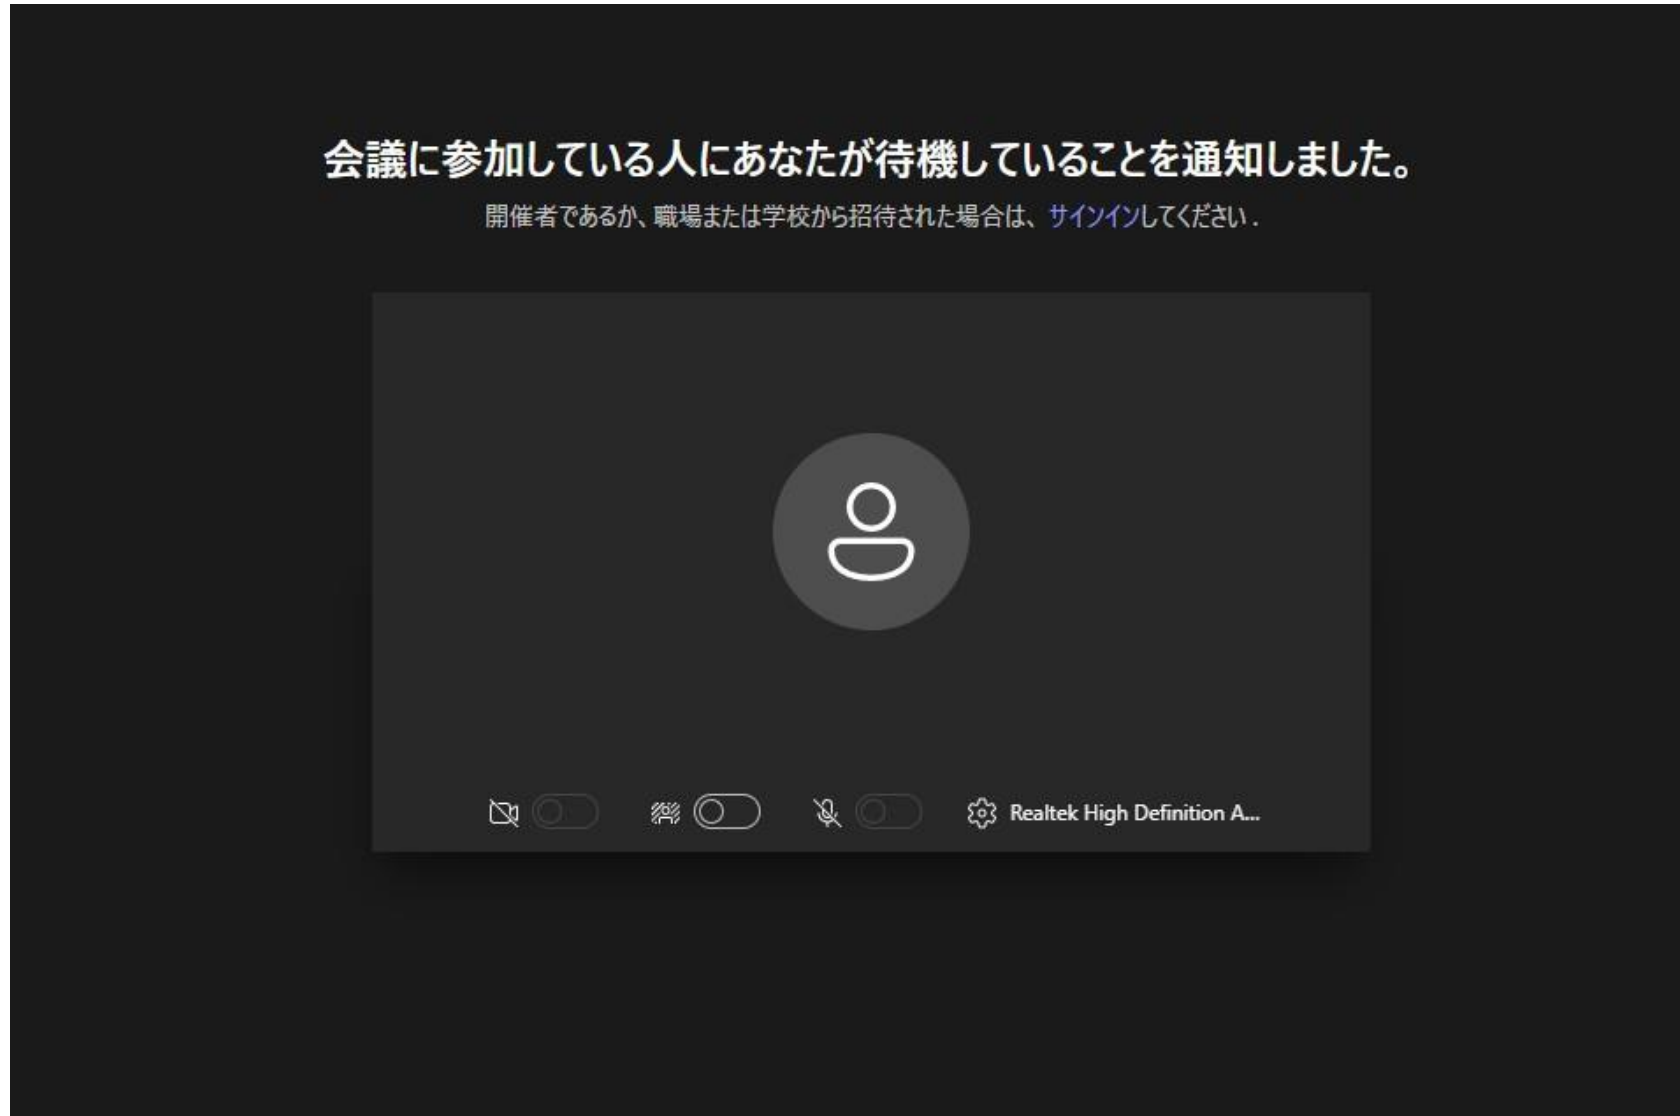 会議に参加している人にあなたが待機していることを通知しました。
開催者であるか、職場または学校から招待された場合は、 サインインしてください .
Realtek High Definition A...